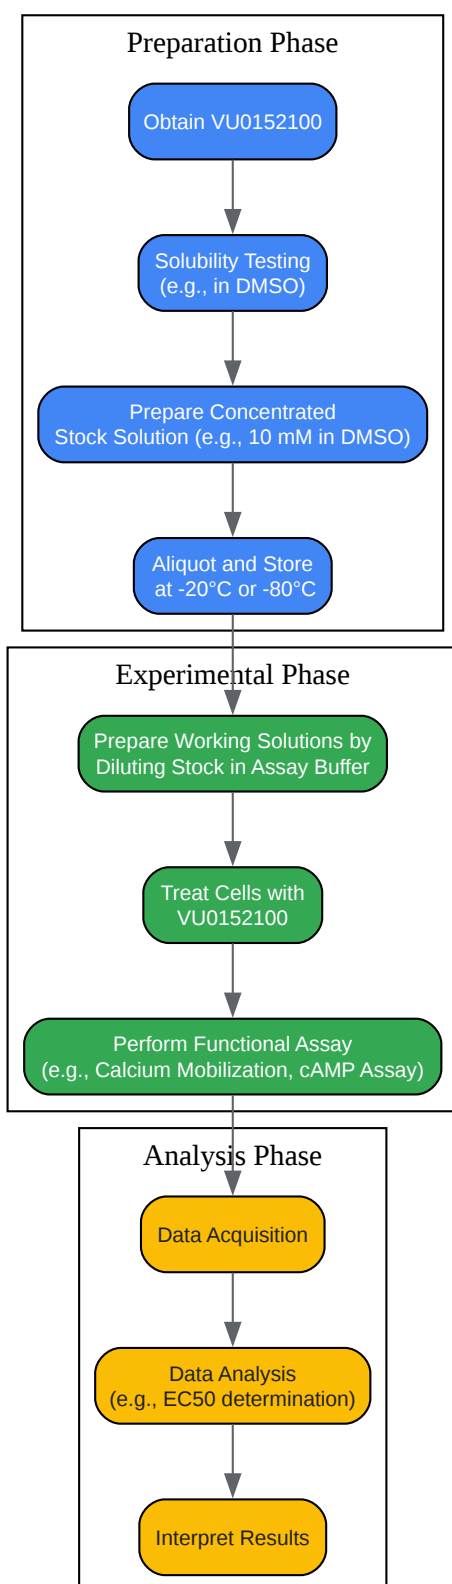 Preparation Phase
Obtain VU0152100
Solubility Testing
(e.g., in DMSO)
Prepare Concentrated
Stock Solution (e.g., 10 mM in DMSO)
Aliquot and Store
at -20°C or -80°C
Experimental Phase
Prepare Working Solutions by
Diluting Stock in Assay Buffer
Treat Cells with
VU0152100
Perform Functional Assay
(e.g., Calcium Mobilization, cAMP Assay)
Analysis Phase
Data Acquisition
Data Analysis
(e.g., EC50 determination)
Interpret Results